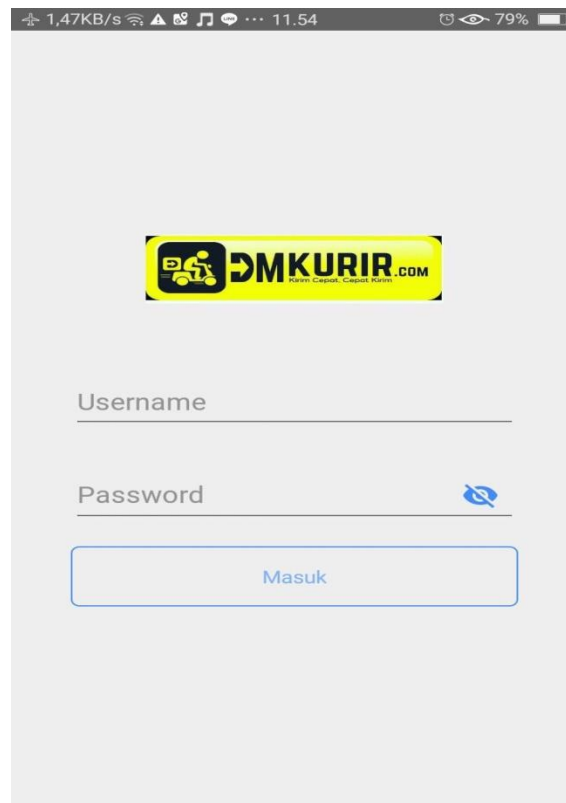 1,47KB/s ... 11.54 79%
DMKURIR.COM
Kirim Cepat, Cepat Kirim
Username
Password
Masuk